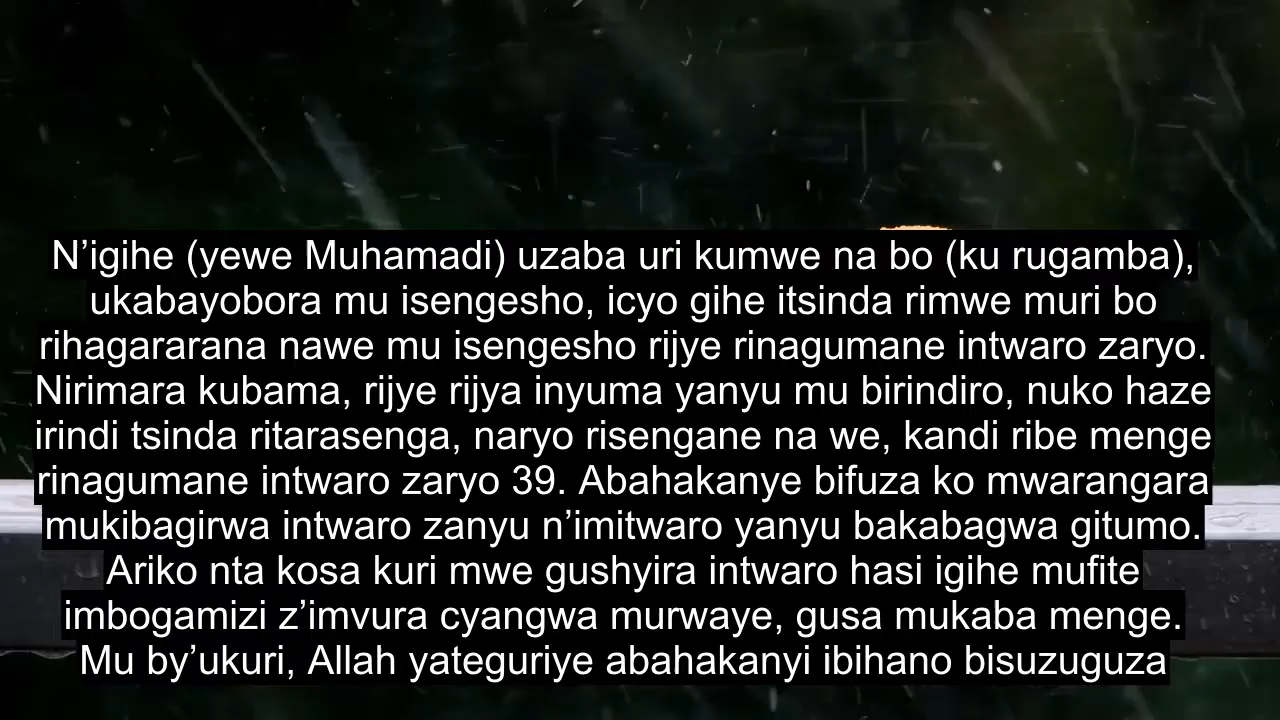 N’igihe (yewe Muhamadi) uzaba uri kumwe na bo (ku rugamba),
ukabayobora mu isengesho, icyo gihe itsinda rimwe muri bo
rihagararana nawe mu isengesho rijye rinagumane intwaro zaryo.
Nirimara kubama, rijye rijya inyuma yanyu mu birindiro, nuko haze
irindi tsinda ritarasenga, naryo risengane na we, kandi ribe menge
rinagumane intwaro zaryo 39. Abahakanye bifuza ko mwarangara
mukibagirwa intwaro zanyu n’imitwaro yanyu bakabagwa gitumo.
Ariko nta kosa kuri mwe gushyira intwaro hasi igihe mufite
imbogamizi z’imvura cyangwa murwaye, gusa mukaba menge.
Mu by’ukuri, Allah yateguriye abahakanyi ibihano bisuzuguza